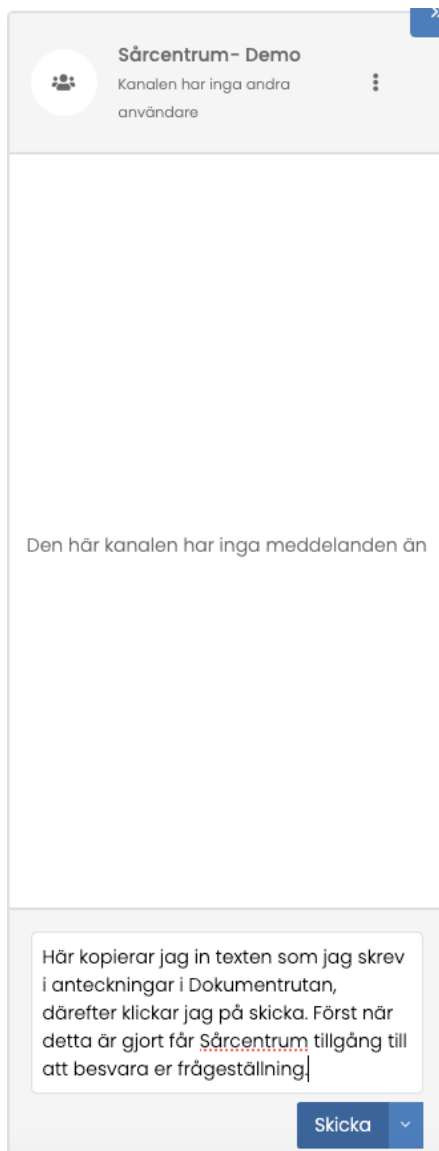 Sårcentrum- Demo
Kanalen har inga andra
användare
Den här kanalen har inga meddelanden än
Här kopierar jag in texten som jag skrev
i anteckningar i Dokumentrutan,
därefter klickar jag på skicka. Först när
detta är gjort får Sårcentrum tillgång till
att besvara er frågeställning.
Skicka